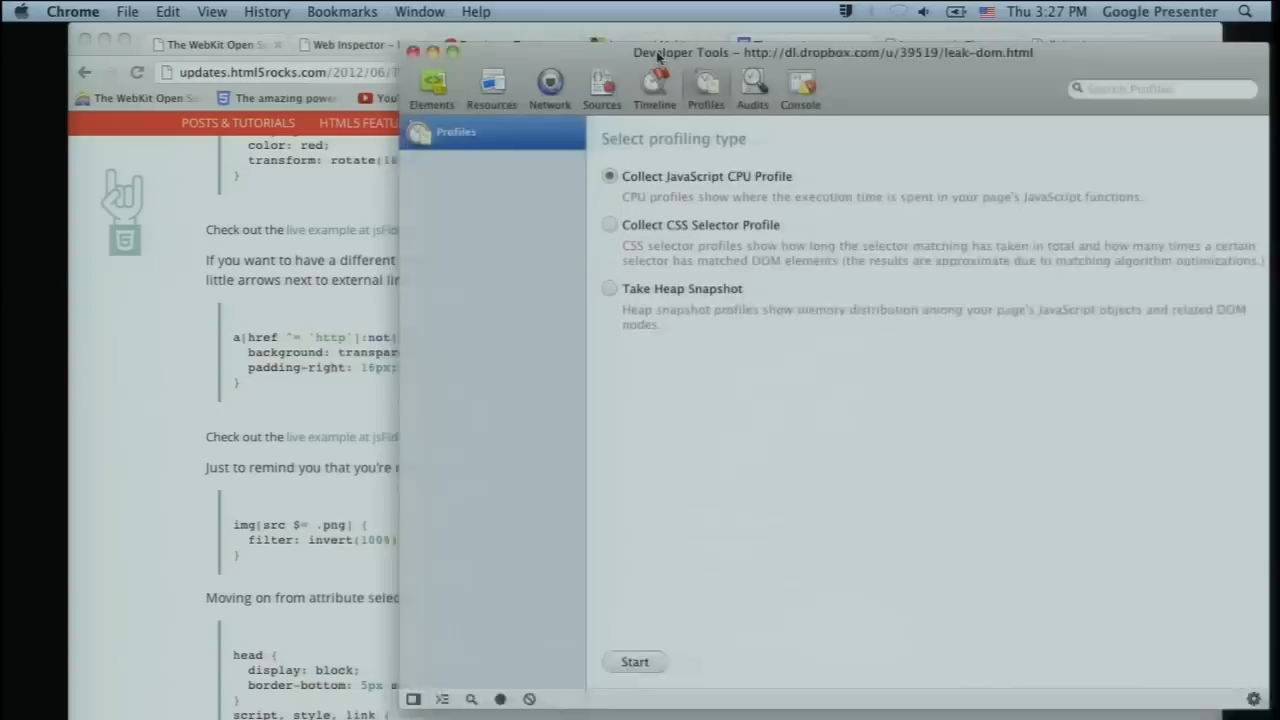 Chrome File Edit View History Bookmarks Window Help Thu 3:27 PM Google Presenter
The WebKit Open S
Web Inspector –
Developer Tools – http://dl.dropbox.com/u/39519/leak-dom.html
updates.html5rocks.com/2012/06/
The WebKit Open S
The amazing powe
You
Elements Resources Network Sources Timeline Profiles Audits Console
Search Profiles
POSTS & TUTORIALS HTML5 FEATU
color: red;
transform: rotate(
}
5
Check out the live example at jsFid
If you want to have a different
little arrows next to external lin
a[href ^= 'http']:not(
background: transpar
padding-right: 16px;
}
Check out the live example at jsFid
Just to remind you that you're
img[src $= .png] {
filter: invert(100%)
}
Moving on from attribute selec
head {
display: block;
border-bottom: 5px
}
script, style, link {
Profiles
Select profiling type
Collect JavaScript CPU Profile
CPU profiles show where the execution time is spent in your page's JavaScript functions.
Collect CSS Selector Profile
CSS selector profiles show how long the selector matching has taken in total and how many times a certain
selector has matched DOM elements (the results are approximate due to matching algorithm optimizations.)
Take Heap Snapshot
Heap snapshot profiles show memory distribution among your page's JavaScript objects and related DOM
nodes.
Start